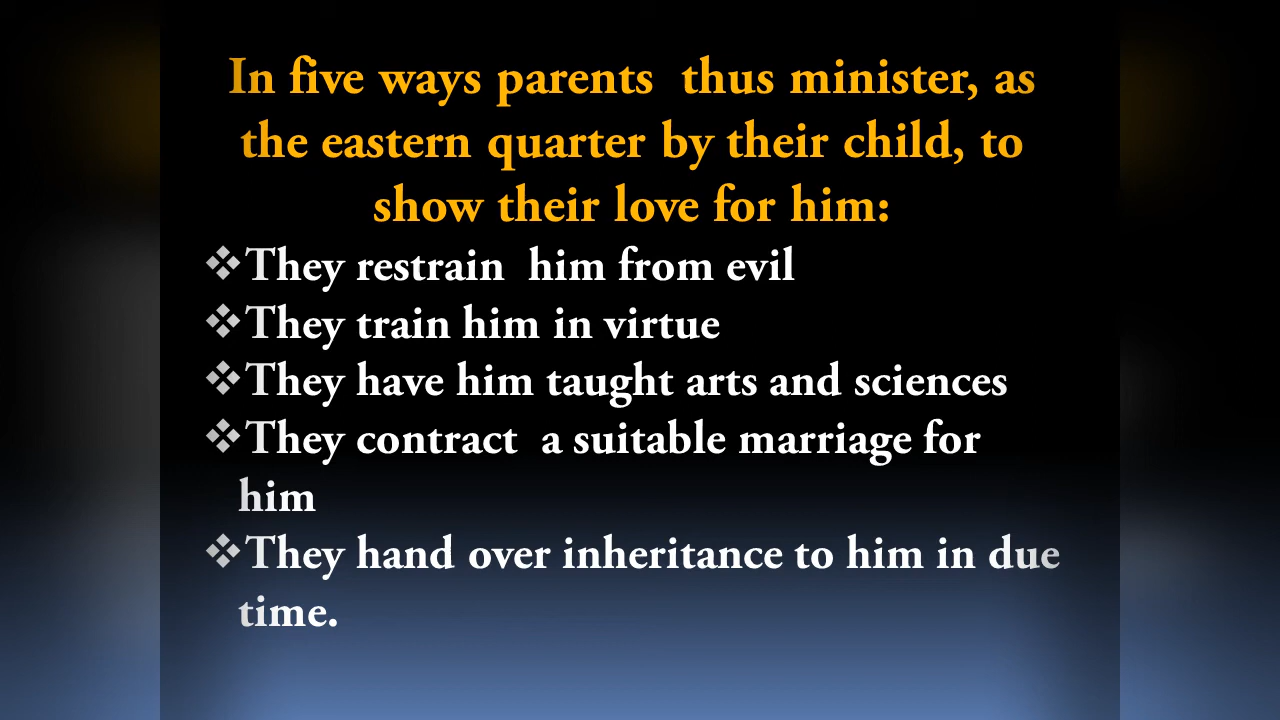 In five ways parents  thus minister, as
the eastern quarter by their child, to
show their love for him:
❖They restrain  him from evil
❖They train him in virtue
❖They have him taught arts and sciences
❖They contract  a suitable marriage for
him
❖They hand over inheritance to him in due
time.